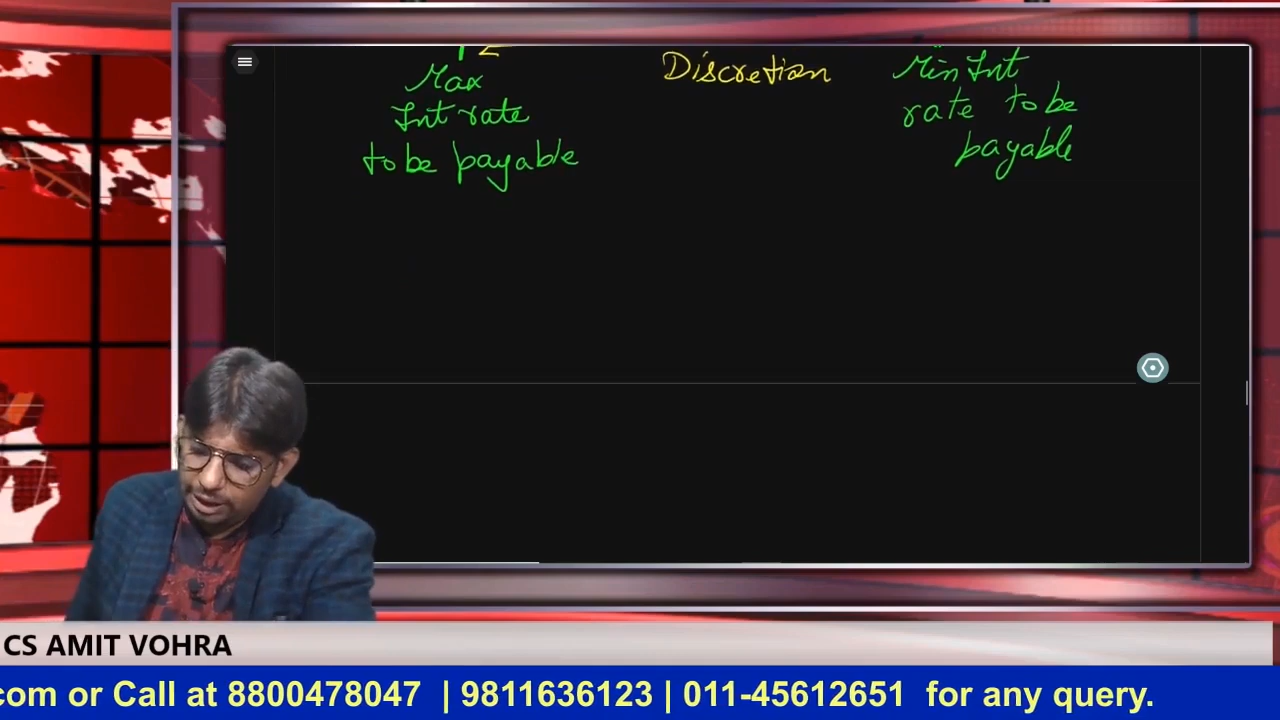 Max
Int rate
to be payable
Discretion
Min Int
rate to be
payable
CS AMIT VOHRA
com or Call at 8800478047 | 9811636123 | 011-45612651 for any query.